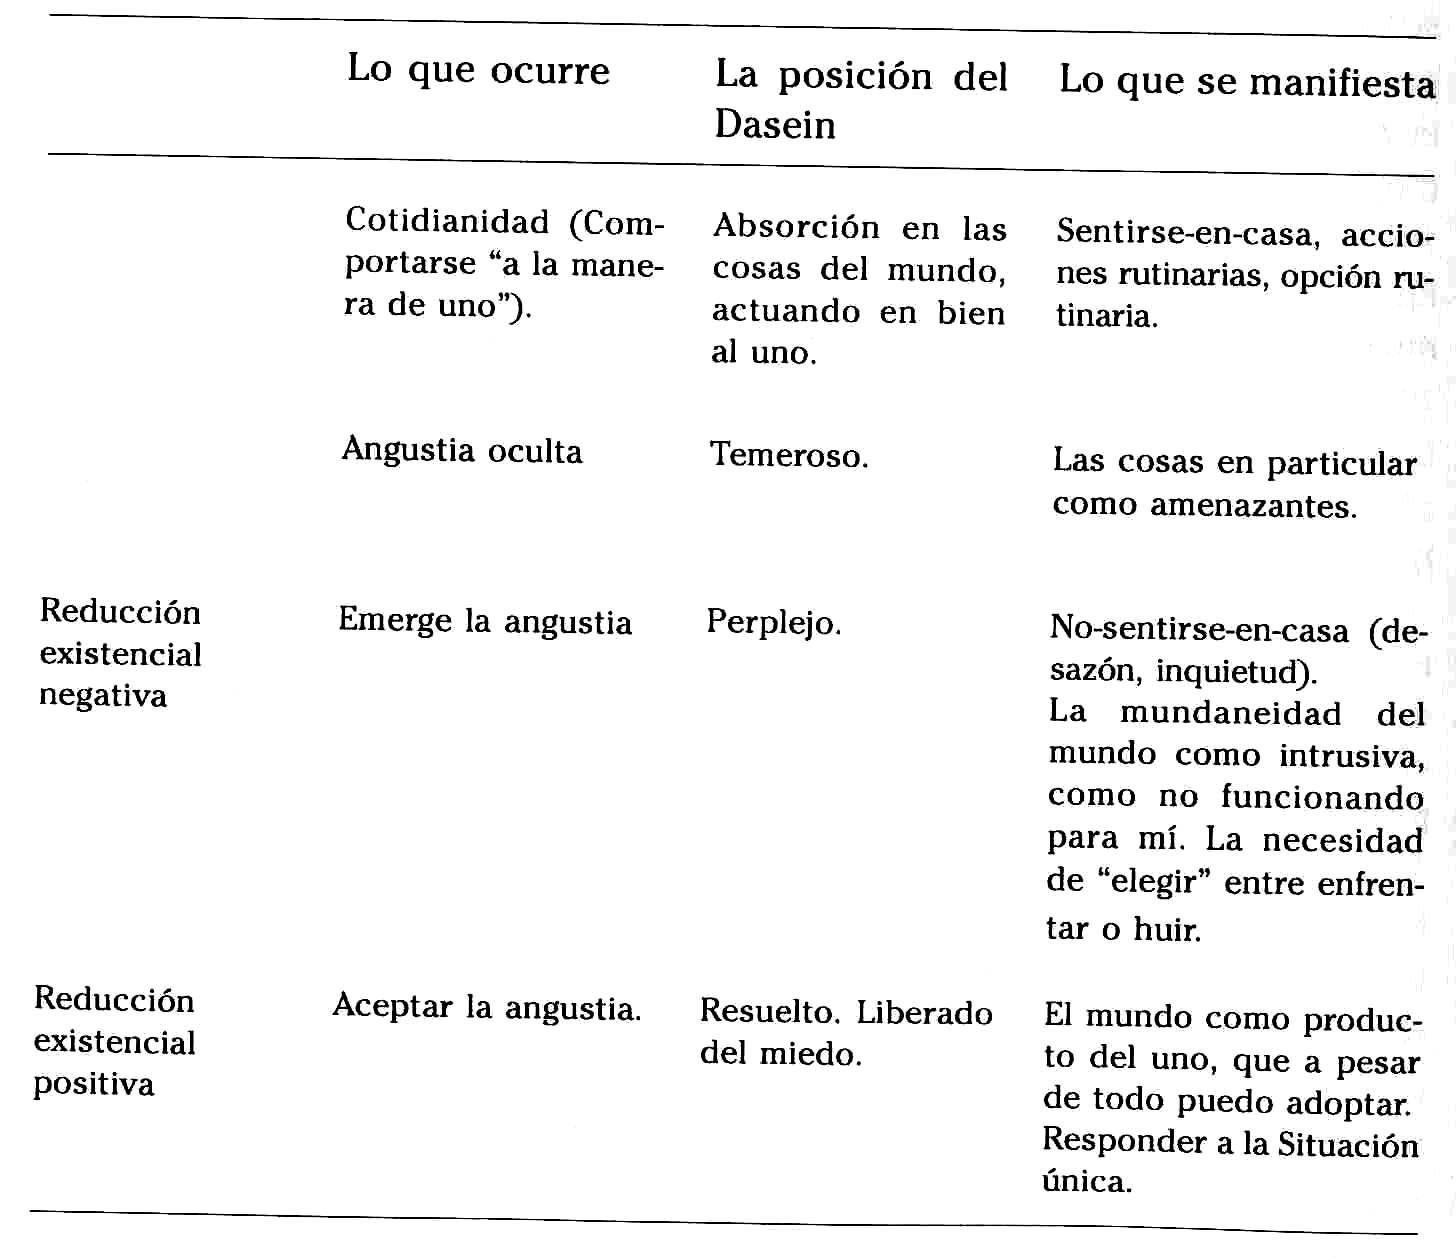 Lo que ocurre
La posición del
Dasein
Lo que se manifiesta
Cotidianidad (Com-
portarse “a la mane-
ra de uno”).
Absorción en las
cosas del mundo,
actuando en bien
al uno.
Sentirse-en-casa, accio-
nes rutinarias, opción ru-
tinaria.
Angustia oculta
Temeroso.
Las cosas en particular
como amenazantes.
Reducción
existencial
negativa
Emerge la angustia
Perplejo.
No-sentirse-en-casa (de-
sazón, inquietud).
La mundaneidad del
mundo como intrusiva,
como no funcionando
para mí. La necesidad
de “elegir” entre enfren-
tar o huir.
Reducción
existencial
positiva
Aceptar la angustia.
Resuelto. Liberado
del miedo.
El mundo como produc-
to del uno, que a pesar
de todo puedo adoptar.
Responder a la Situación
única.